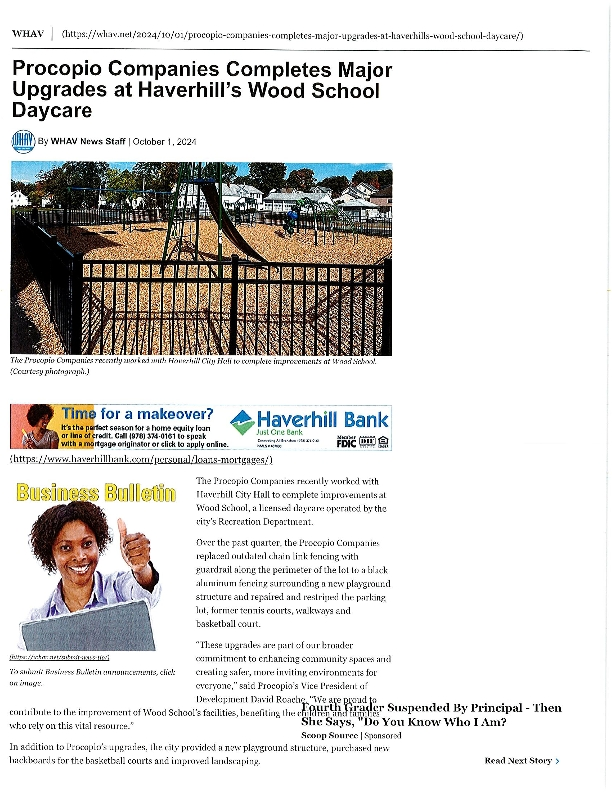 WHAV | (https://whav.net/2024/10/01/procopio-companies-completes-major-upgrades-at-haverhills-wood-school-daycare/)
Procopio Companies Completes Major
Upgrades at Haverhill's Wood School
Daycare
WHAV
By WHAV News Staff | October 1, 2024
The Procopio Companies recently worked with Haverhill City Hall to complete improvements at Wood School.
(Courtesy photograph.)
Time for a makeover?
It's the perfect season for a home equity loan
or line of credit. Call (978) 374-0161 to speak
with a mortgage originator or click to apply online.
Haverhill Bank
Just One Bank
Member
FDIC
(https://www.haverhillbank.com/personal/loans-mortgages/)
Business Bulletin
To submit Business Bulletin announcements, click
on image.
The Procopio Companies recently worked with
Haverhill City Hall to complete improvements at
Wood School, a licensed daycare operated by the
city's Recreation Department.
Over the past quarter, the Procopio Companies
replaced outdated chain link fencing with
guardrail along the perimeter of the lot to a black
aluminum fencing surrounding a new playground
structure and repaired and restriped the parking
lot, former tennis courts, walkways and
basketball court.
"These upgrades are part of our broader
commitment to enhancing community spaces and
creating safer, more inviting environments for
everyone," said Procopio's Vice President of
Development David Roache. "We are proud to
contribute to the improvement of Wood School's facilities, benefiting the children and families
who rely on this vital resource."
In addition to Procopio's upgrades, the city provided a new playground structure, purchased new
backboards for the basketball courts and improved landscaping.
Fourth Grader Suspended By Principal - Then
She Says, "Do You Know Who I Am?
Scoop Source | Sponsored
Read Next Story >